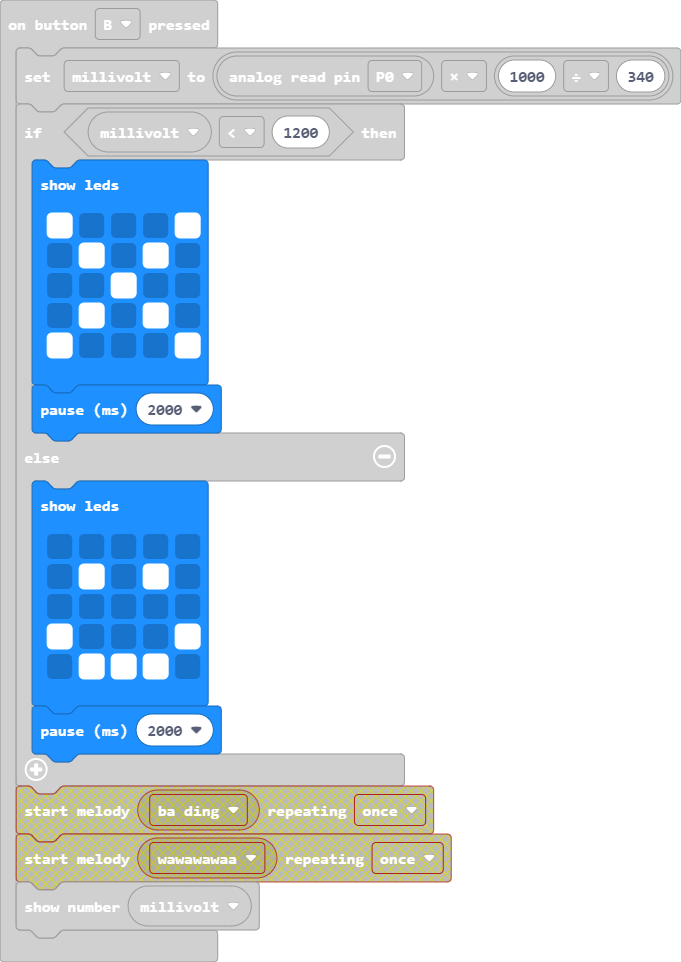 on button B pressed
set millivolt to analog read pin P0 × 1000 ÷ 340
if millivolt < 1200 then
show leds
pause (ms) 2000
else
show leds
pause (ms) 2000
start melody ba ding repeating once
start melody wawawawaa repeating once
show number millivolt